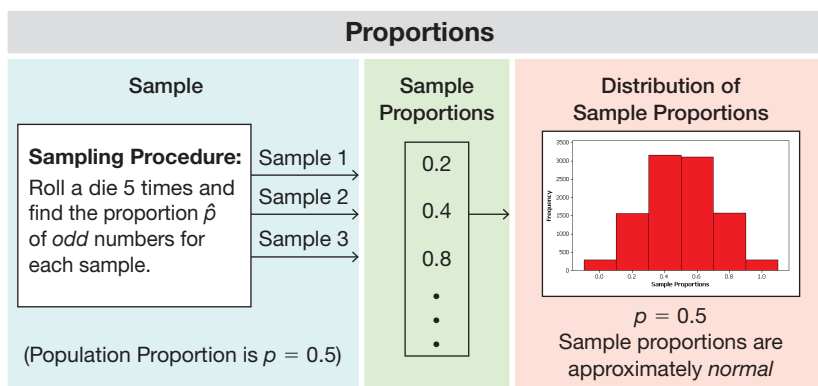 Proportions
Sample
Sampling Procedure:
Roll a die 5 times and
find the proportion p̂
of odd numbers for
each sample.
Sample 1
Sample 2
Sample 3
(Population Proportion is p = 0.5)
Sample
Proportions
0.2
0.4
0.8
Distribution of
Sample Proportions
Frequency
3500
3000
2500
2000
1500
1000
500
0
0.0 0.2 0.4 0.6 0.8 1.0
Sample Proportions
p = 0.5
Sample proportions are
approximately normal